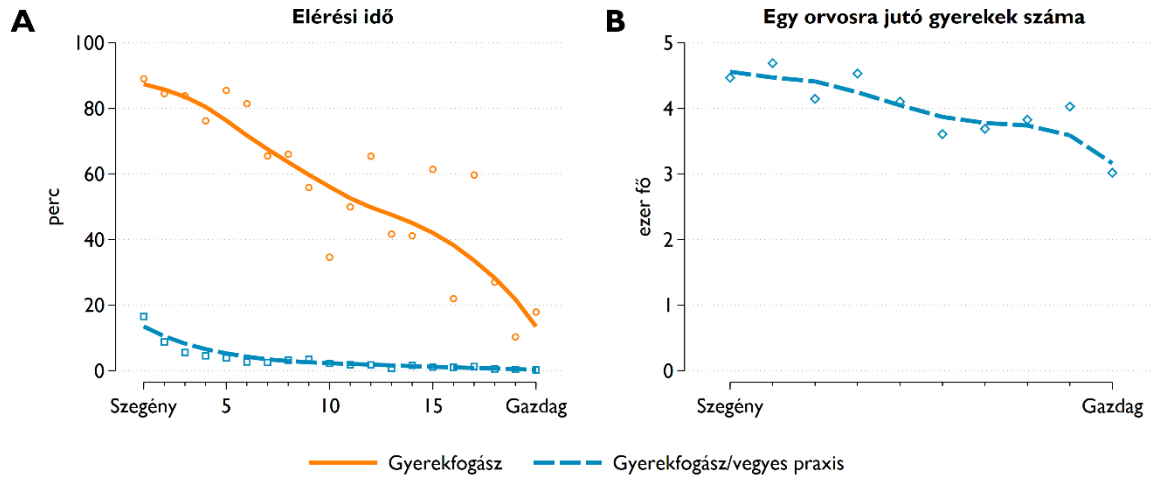 A
Elérési idő
perc
100
80
60
40
20
0
Szegény
5
10
15
Gazdag
B
Egy orvosra jutó gyerekek száma
ezer fő
5
4
3
2
1
0
Szegény
Gazdag
Gyerekfogász
Gyerekfogász/vegyes praxis